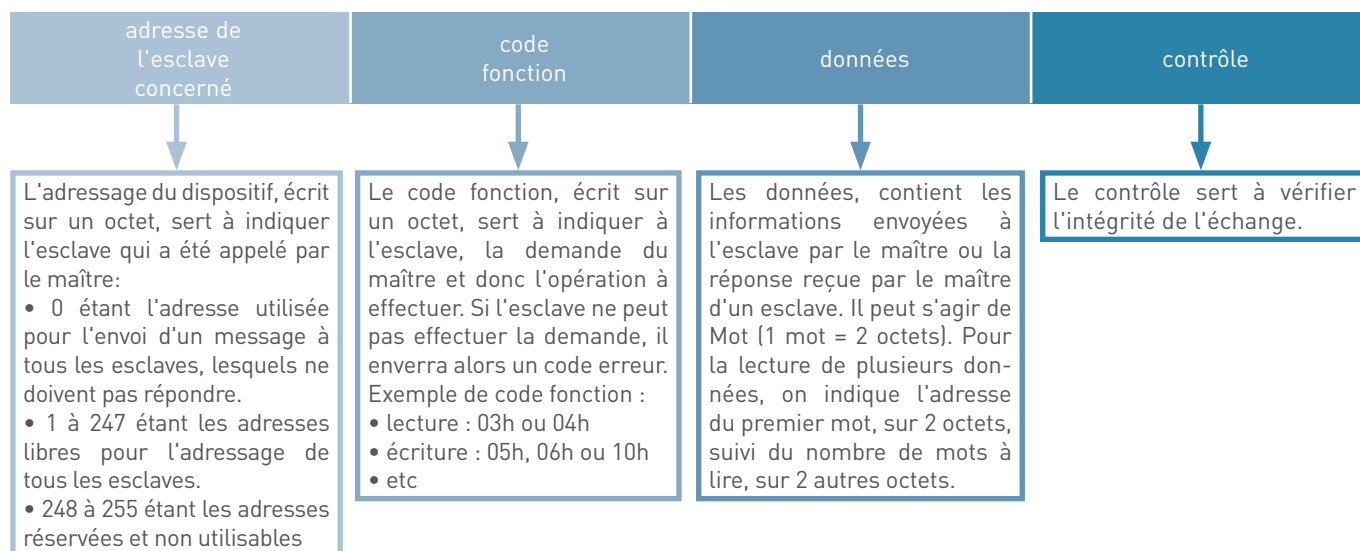 adresse de
l'esclave
concerné
code
fonction
données
contrôle
L'adressage du dispositif, écrit
sur un octet, sert à indiquer
l'esclave qui a été appelé par
le maître:
• 0 étant l'adresse utilisée
pour l'envoi d'un message à
tous les esclaves, lesquels ne
doivent pas répondre.
• 1 à 247 étant les adresses
libres pour l'adressage de
tous les esclaves.
• 248 à 255 étant les adresses
réservées et non utilisables
Le code fonction, écrit sur
un octet, sert à indiquer à
l'esclave, la demande du
maître et donc l'opération à
effectuer. Si l'esclave ne peut
pas effectuer la demande, il
enverra alors un code erreur.
Exemple de code fonction :
• lecture : 03h ou 04h
• écriture : 05h, 06h ou 10h
• etc
Les données, contient les
informations envoyées à
l'esclave par le maître ou la
réponse reçue par le maître
d'un esclave. Il peut s'agir de
Mot (1 mot = 2 octets). Pour
la lecture de plusieurs don-
nées, on indique l'adresse
du premier mot, sur 2 octets,
suivi du nombre de mots à
lire, sur 2 autres octets.
Le contrôle sert à vérifier
l'intégrité de l'échange.